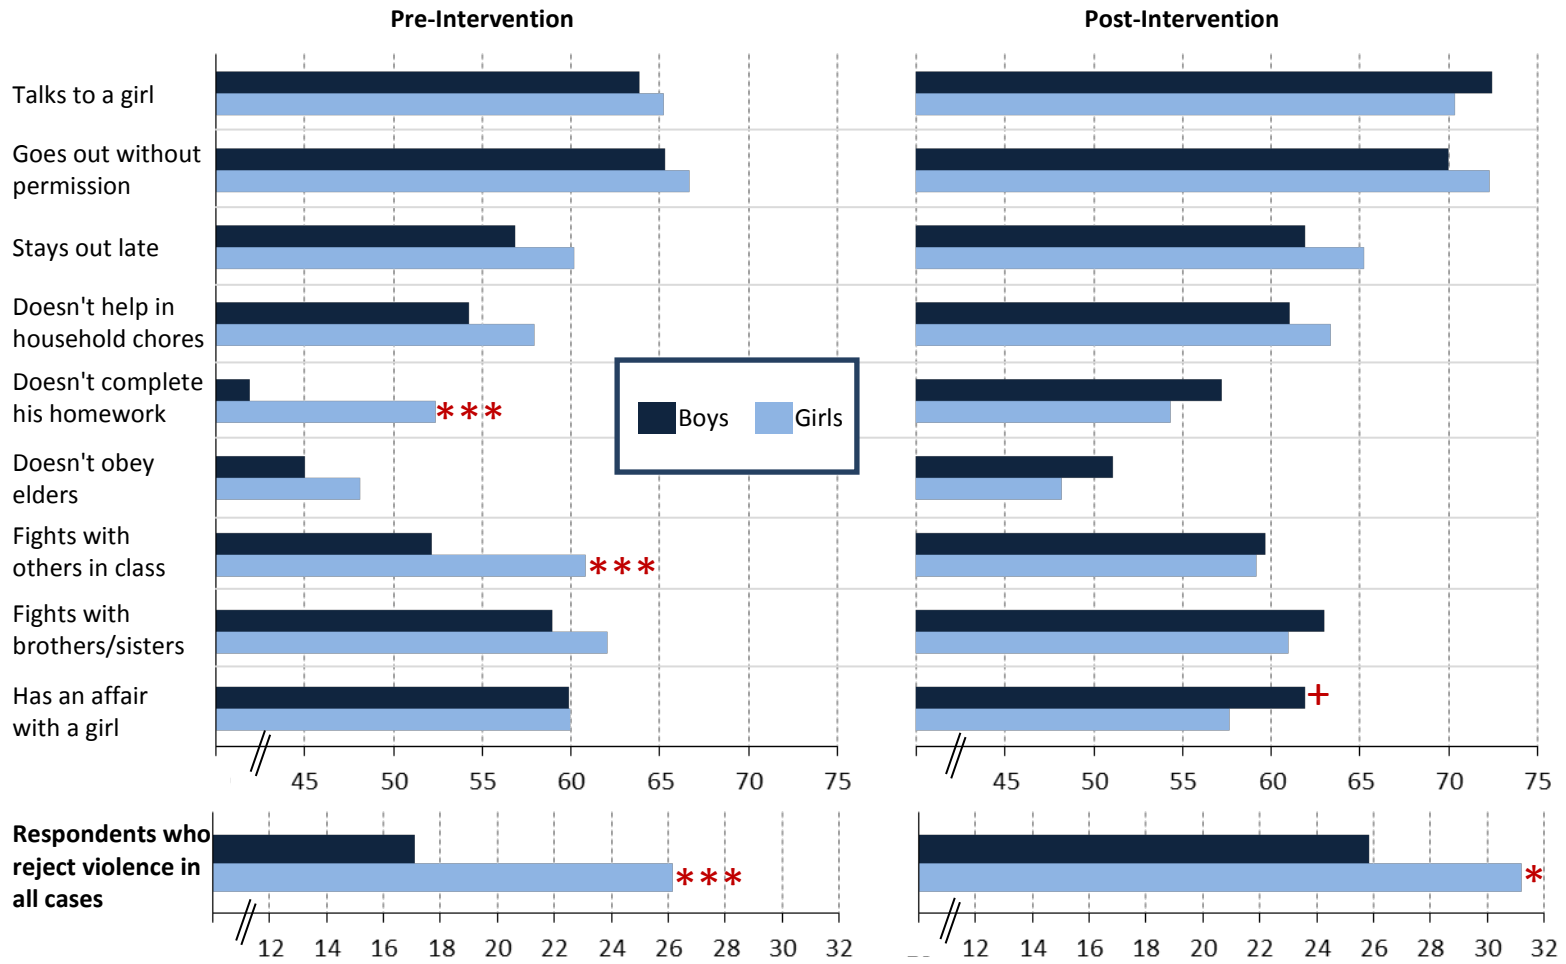 Pre-Intervention
Post-Intervention
Talks to a girl
Goes out without
permission
Stays out late
Doesn't help in
household chores
Doesn't complete
his homework
***
Doesn't obey
elders
Fights with
others in class
***
Fights with
brothers/sisters
Has an affair
with a girl
+
Boys
Girls
45 50 55 60 65 70 75
45 50 55 60 65 70 75
Respondents who
reject violence in
all cases
***
*
12 14 16 18 20 22 24 26 28 30 32
12 14 16 18 20 22 24 26 28 30 32